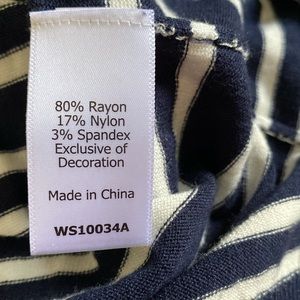 80% Rayon
17% Nylon
3% Spandex
Exclusive of
Decoration
Made in China
WS10034A